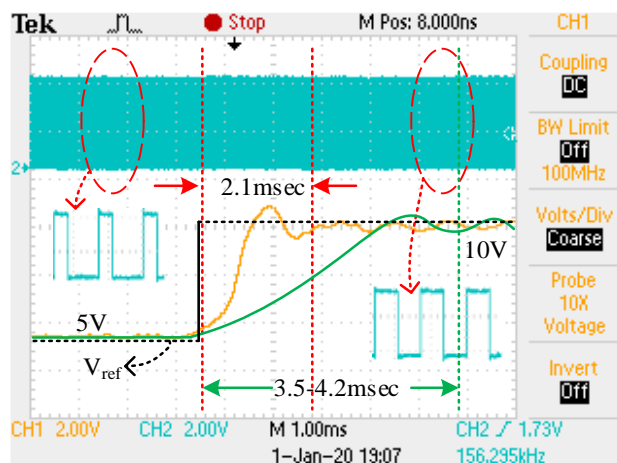 Tek Stop M Pos: 8.000ns CH1
Coupling
DC
BW Limit
Off
100MHz
2
2.1msec
Volts/Div
Coarse
10V
Probe
10X
Voltage
5V
Vref
3.5-4.2msec
Invert
Off
CH1 2.00V CH2 2.00V M 1.00ms CH2 1.73V
1-Jan-20 19:07 156.295kHz